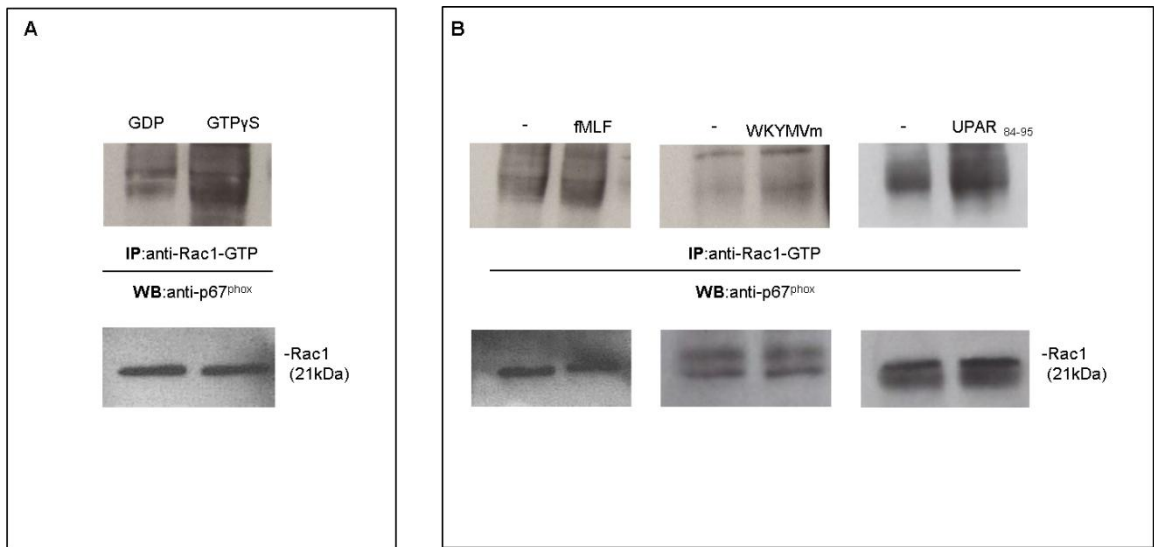 A
GDP GTPγS
IP:anti-Rac1-GTP
WB:anti-p67phox
-Rac1
(21kDa)
B
- fMLF - WKYMVm - UPAR 84-95
IP:anti-Rac1-GTP
WB:anti-p67phox
-Rac1
(21kDa)